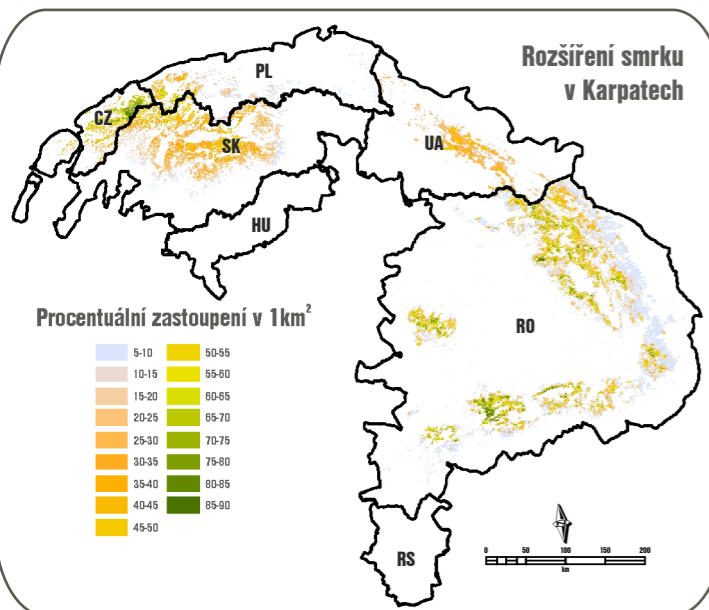 Rozšíření smrku
v Karpatech
PL
CZ
SK
UA
HU
RO
RS
Procentuální zastoupení v 1km²
5-10
10-15
15-20
20-25
25-30
30-35
35-40
40-45
45-50
50-55
55-60
60-65
65-70
70-75
75-80
80-85
85-90
0 50 100 150 200
km